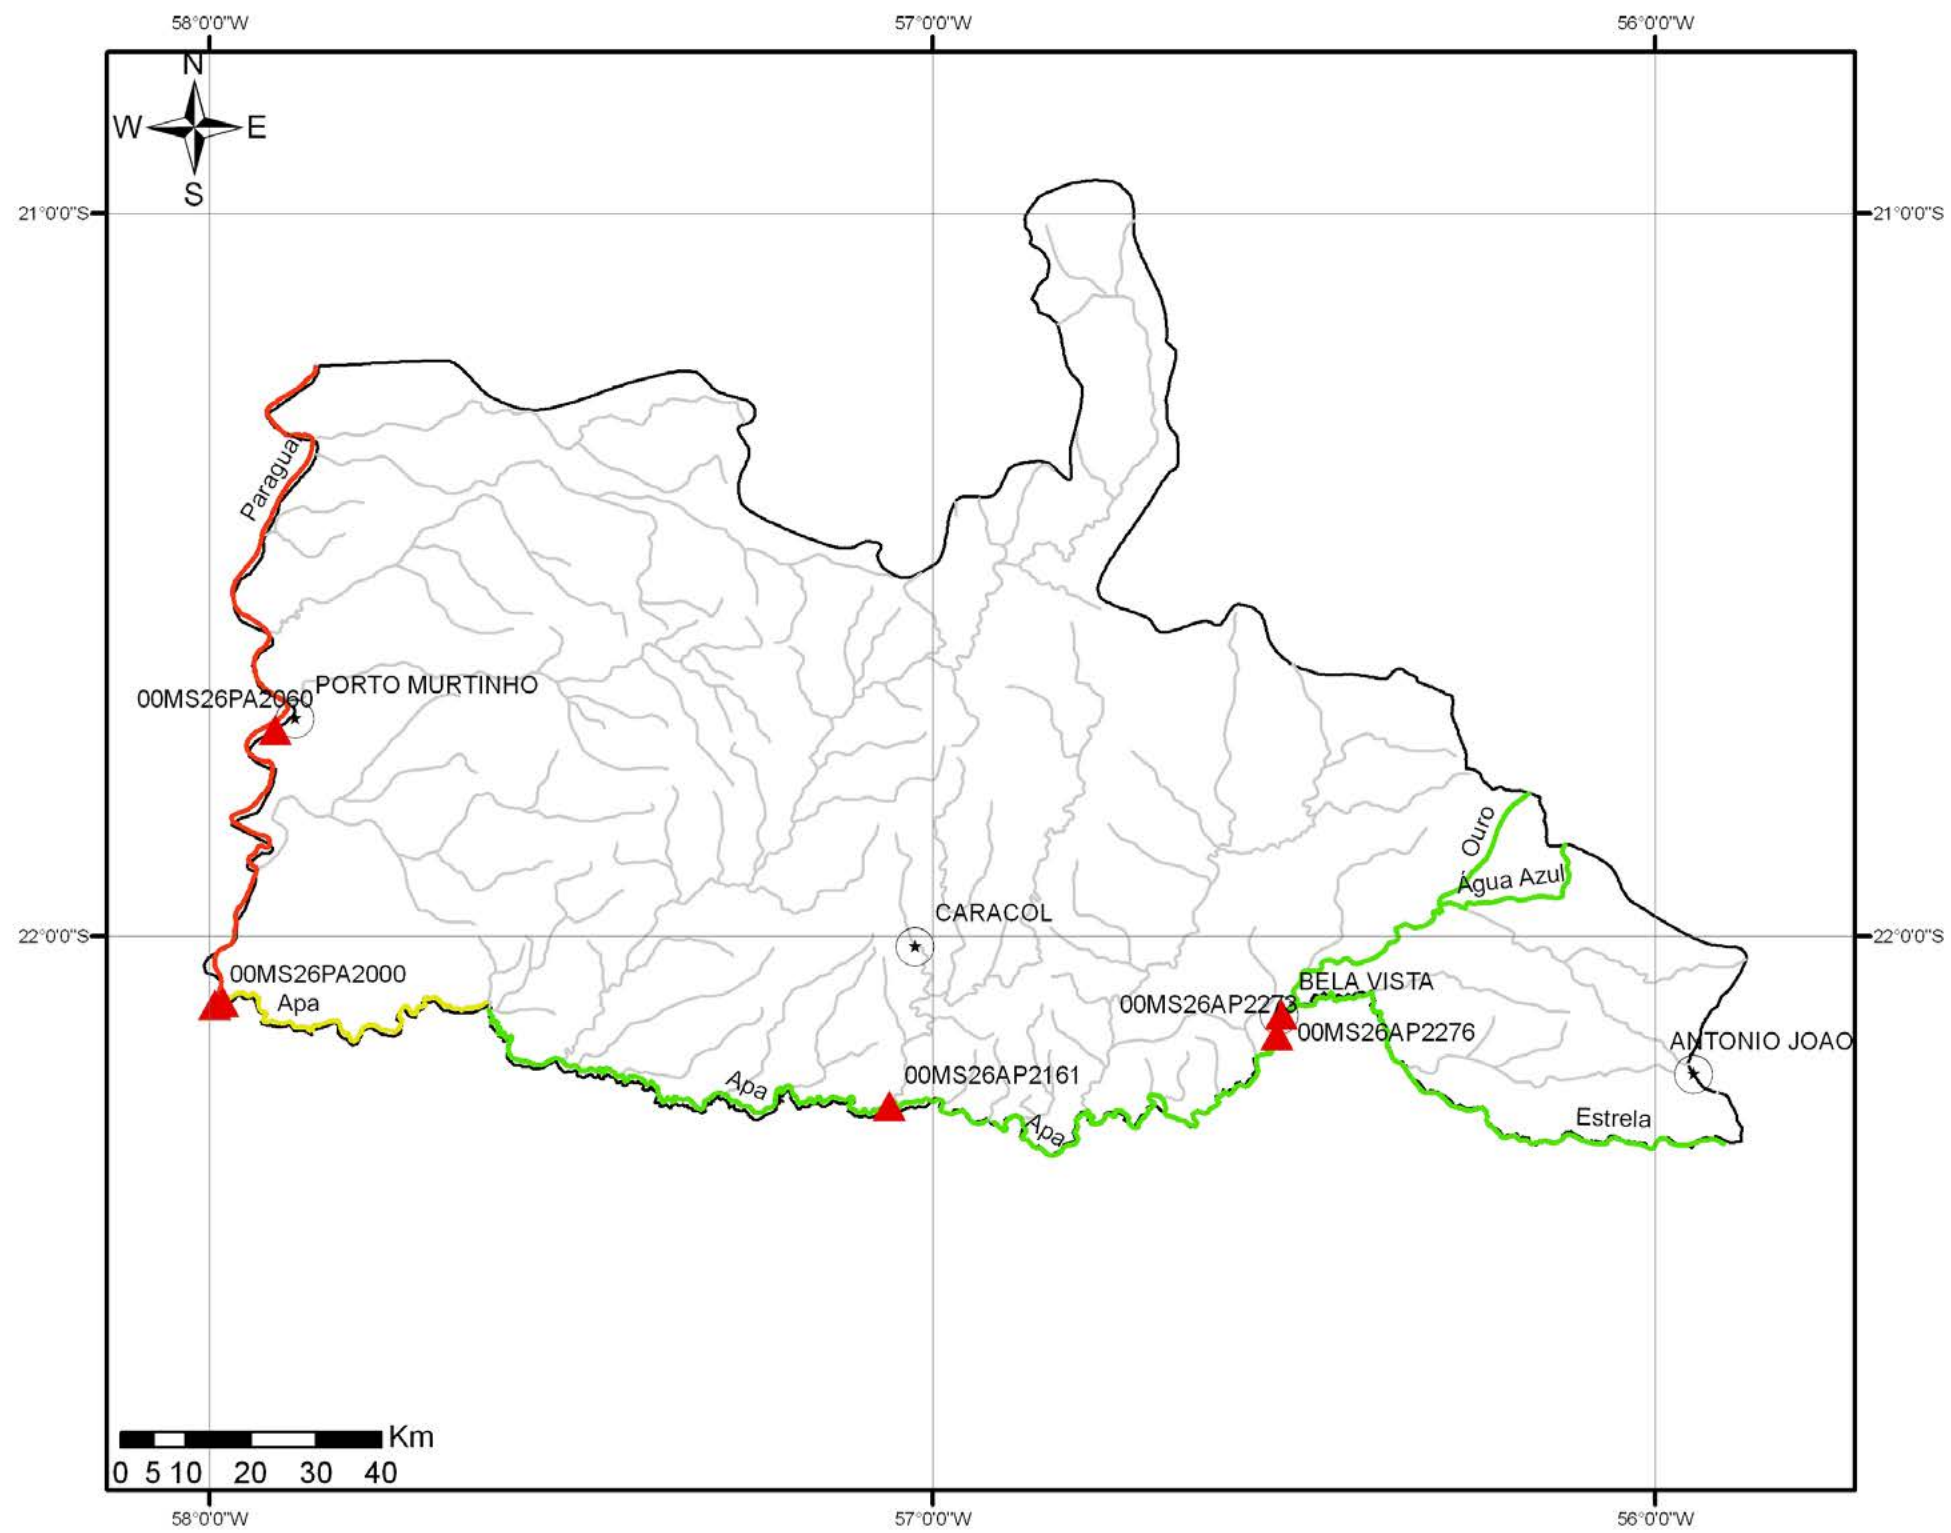 58°0'0"W
57°0'0"W
56°0'0"W
N
W
E
S
21°0'0"S
21°0'0"S
Paraguai
00MS26PA2060
PORTO MURTINHO
Ouro
Água Azul
CARACOL
22°0'0"S
22°0'0"S
00MS26PA2000
Apa
BELA VISTA
00MS26AP2273
00MS26AP2276
ANTONIO JOAO
00MS26AP2161
Apa
Apa
Estrela
Km
0 5 10 20 30 40
58°0'0"W
57°0'0"W
56°0'0"W